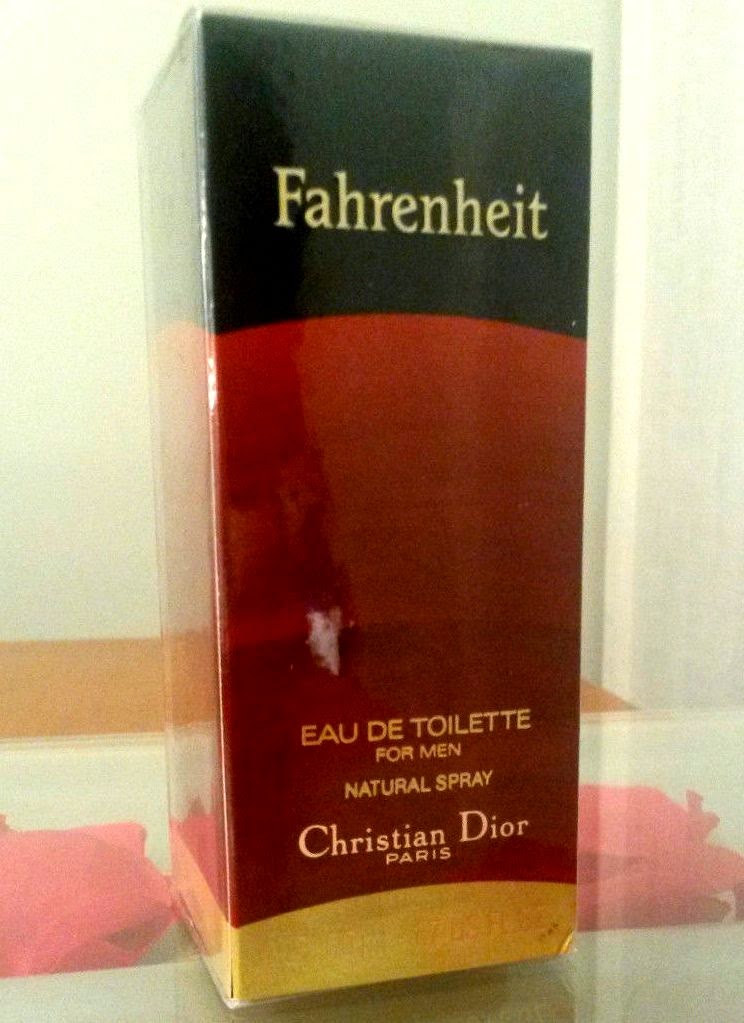 Fahrenheit
EAU DE TOILETTE
FOR MEN
NATURAL SPRAY
Christian Dior
PARIS